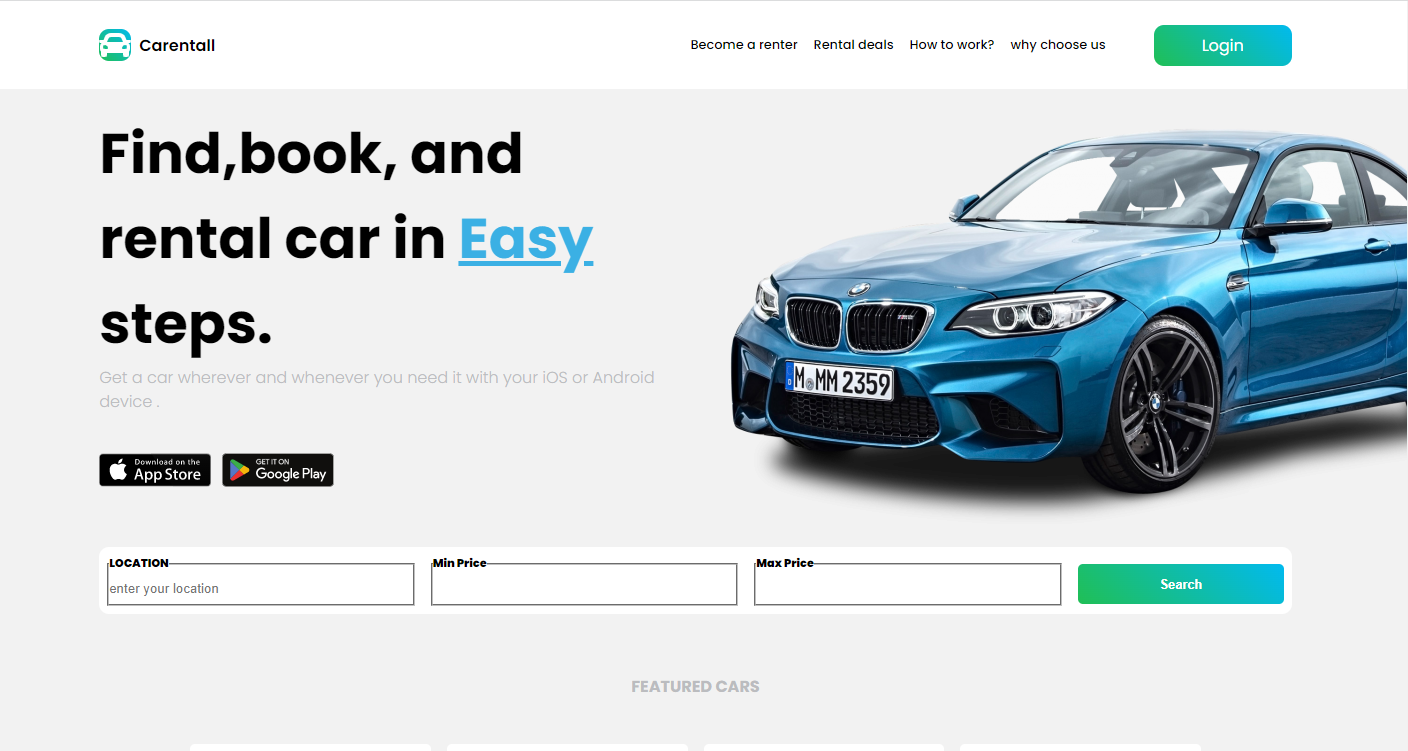 Carentall
Become a renter
Rental deals
How to work?
why choose us
Login
Find,book, and
rental car in Easy
steps.
Get a car wherever and whenever you need it with your iOS or Android
device .
Download on the
App Store
GET IT ON
Google Play
M MM 2359
LOCATION
enter your location
Min Price
Max Price
Search
FEATURED CARS